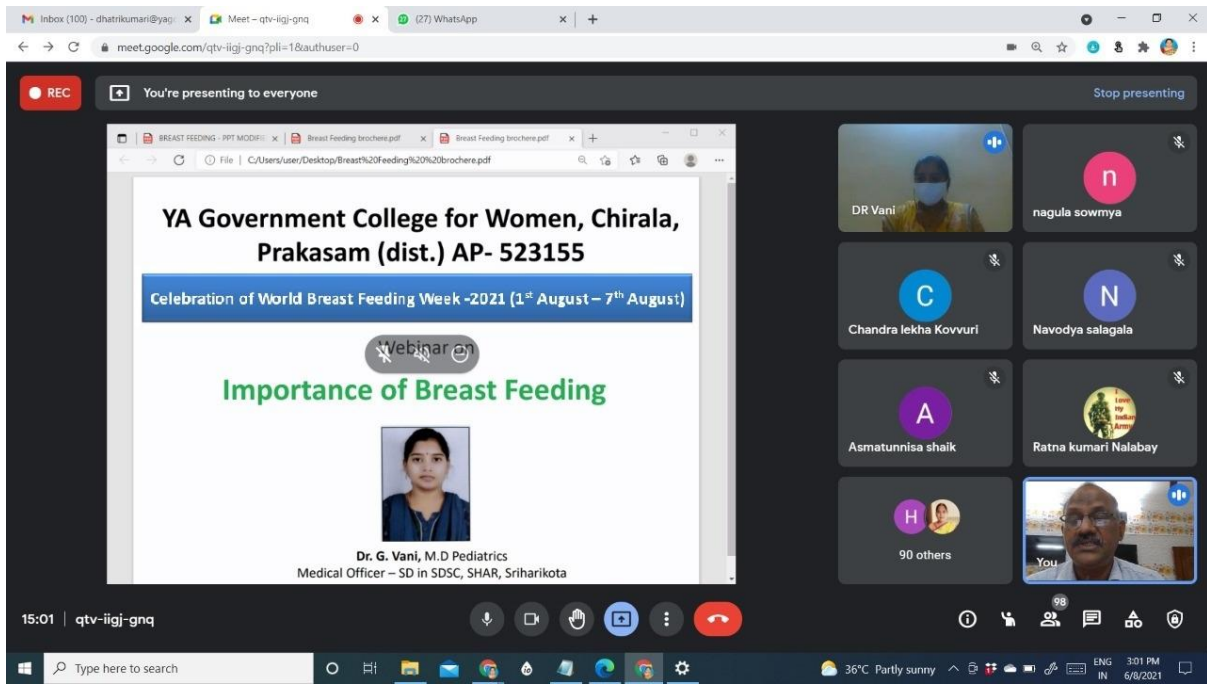 Inbox (100) - dhatrikumari@yag
Meet – qtv-iigj-gnq
(27) WhatsApp
meet.google.com/qtv-iigj-gnq?pli=1&authuser=0
REC
You're presenting to everyone
Stop presenting
BREAST FEEDING - PPT MODIFIE
Breast Feeding brochere.pdf
Breast Feeding brochere.pdf
File | C:/Users/user/Desktop/Breast%20Feeding%20%20brochere.pdf
YA Government College for Women, Chirala,
Prakasam (dist.) AP- 523155
Celebration of World Breast Feeding Week -2021 (1st August – 7th August)
Webinar on
Importance of Breast Feeding
Dr. G. Vani, M.D Pediatrics
Medical Officer – SD in SDSC, SHAR, Sriharikota
DR Vani
n
nagula sowmya
C
Chandra lekha Kovvuri
N
Navodya salagala
A
Asmatunnisa shaik
I
Love
my
Indian
Army
Ratna kumari Nalabay
H
90 others
You
15:01 | qtv-iigj-gnq
98
Type here to search
36°C Partly sunny
ENG
IN
3:01 PM
6/8/2021